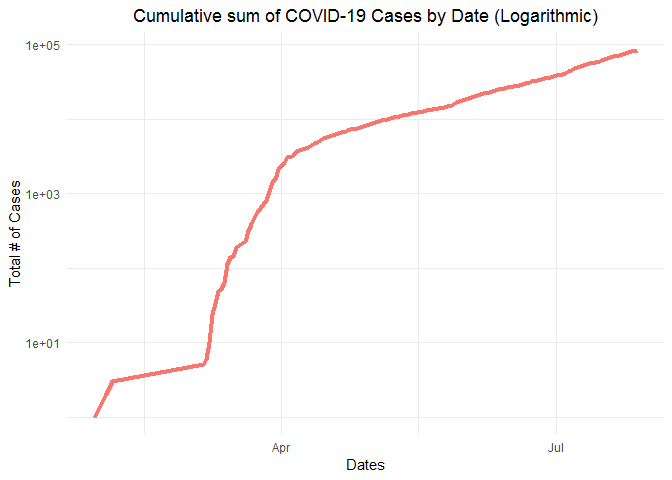 Cumulative sum of COVID-19 Cases by Date (Logarithmic)
1e+05
1e+03
1e+01
Total # of Cases
Apr
Jul
Dates